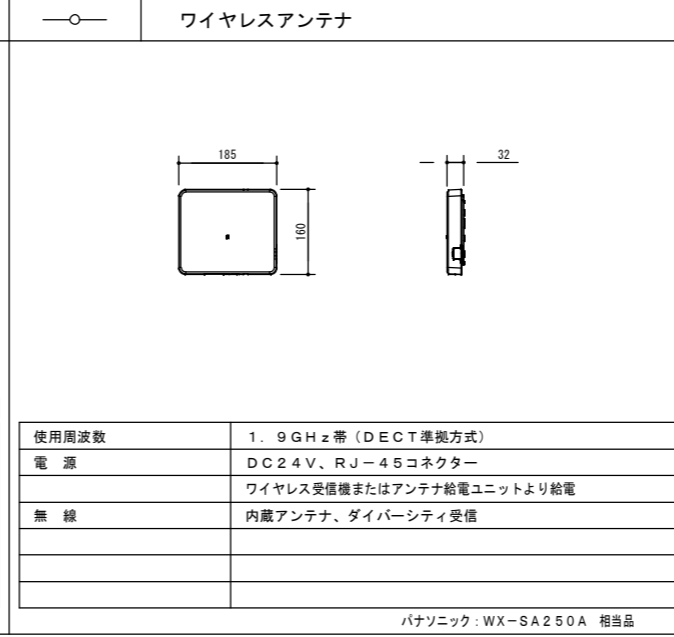 ワイヤレスアンテナ
185
32
160
使用周波数 1．9GHz帯（DECT準拠方式）
電　源 DC24V、RJ－45コネクター
ワイヤレス受信機またはアンテナ給電ユニットより給電
無　線 内蔵アンテナ、ダイバーシティ受信
パナソニック：WX－SA250A　相当品